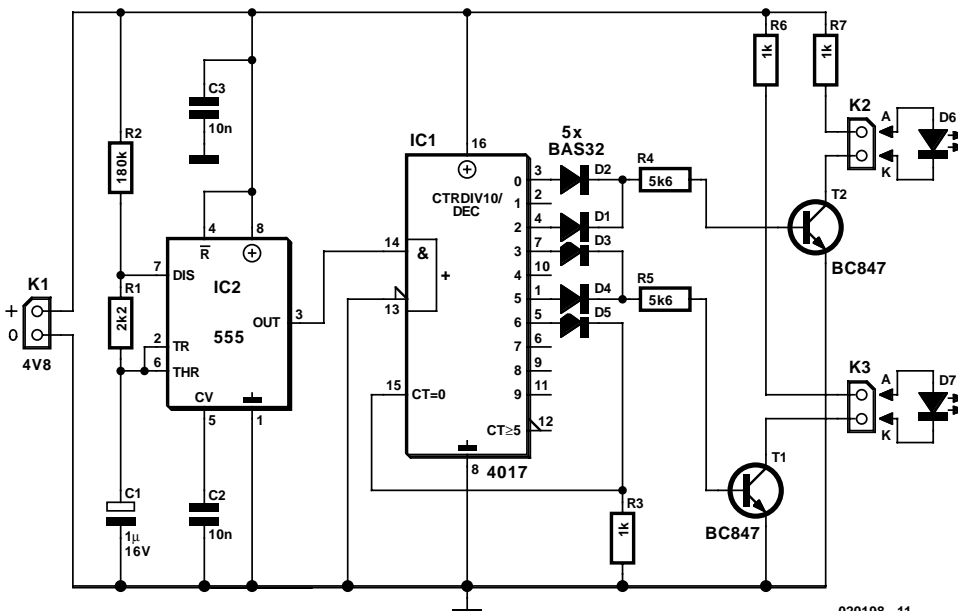 R6
R7
1k
1k
K2
A
D6
K
C3
10n
R2
180k
IC1
16
5x
BAS32
CTRDIV10/
DEC
0
3
D2
R4
5k6
1
2
2
4
D1
T2
BC847
3
7
D3
4
10
5
1
D4
R5
5k6
6
5
D5
7
6
8
9
9
11
CT≥5
12
14
&
+
13
15
CT=0
8
4017
4
8
R
7
DIS
IC2
R1
2k2
OUT
3
555
2
TR
6
THR
CV
5
1
K1
+
0
4V8
K3
A
D7
K
T1
BC847
C1
1µ
16V
C2
10n
R3
1k
020198 - 11